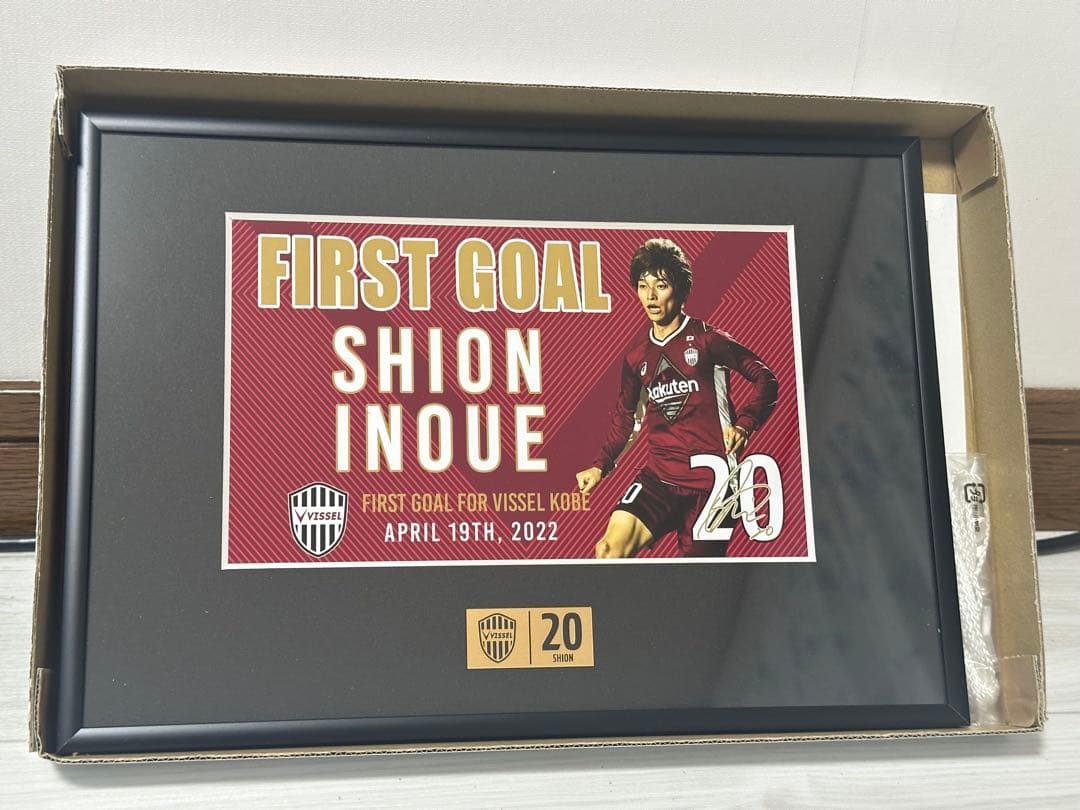 FIRST GOAL
SHION
INOUE
Rakuten
VISSEL
FIRST GOAL FOR VISSEL KOBE
APRIL 19TH, 2022
20
VISSEL
20
SHION